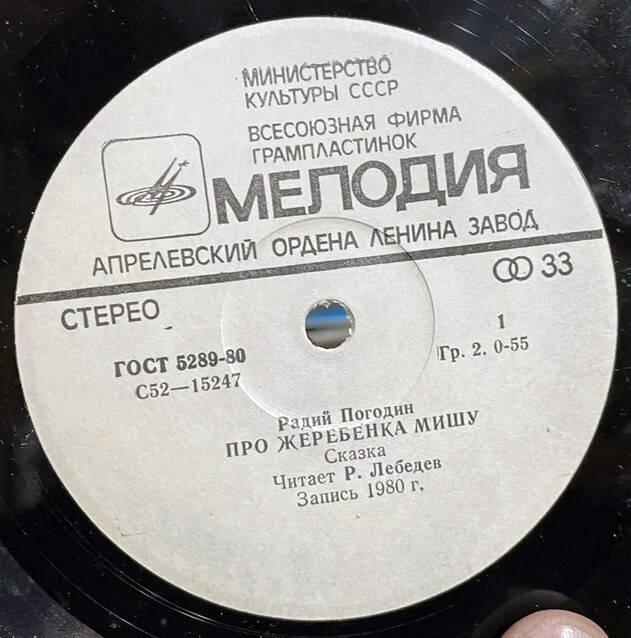 МИНИСТЕРСТВО
КУЛЬТУРЫ СССР
ВСЕСОЮЗНАЯ ФИРМА
ГРАМПЛАСТИНОК
МЕЛОДИЯ
АПРЕЛЕВСКИЙ ОРДЕНА ЛЕНИНА ЗАВОД
СТЕРЕО
33
ГОСТ 5289-80
С52—15247
1
Гр. 2. 0-55
Радий Погодин
ПРО ЖЕРЕБЕНКА МИШУ
Сказка
Читает Р. Лебедев
Запись 1980 г.